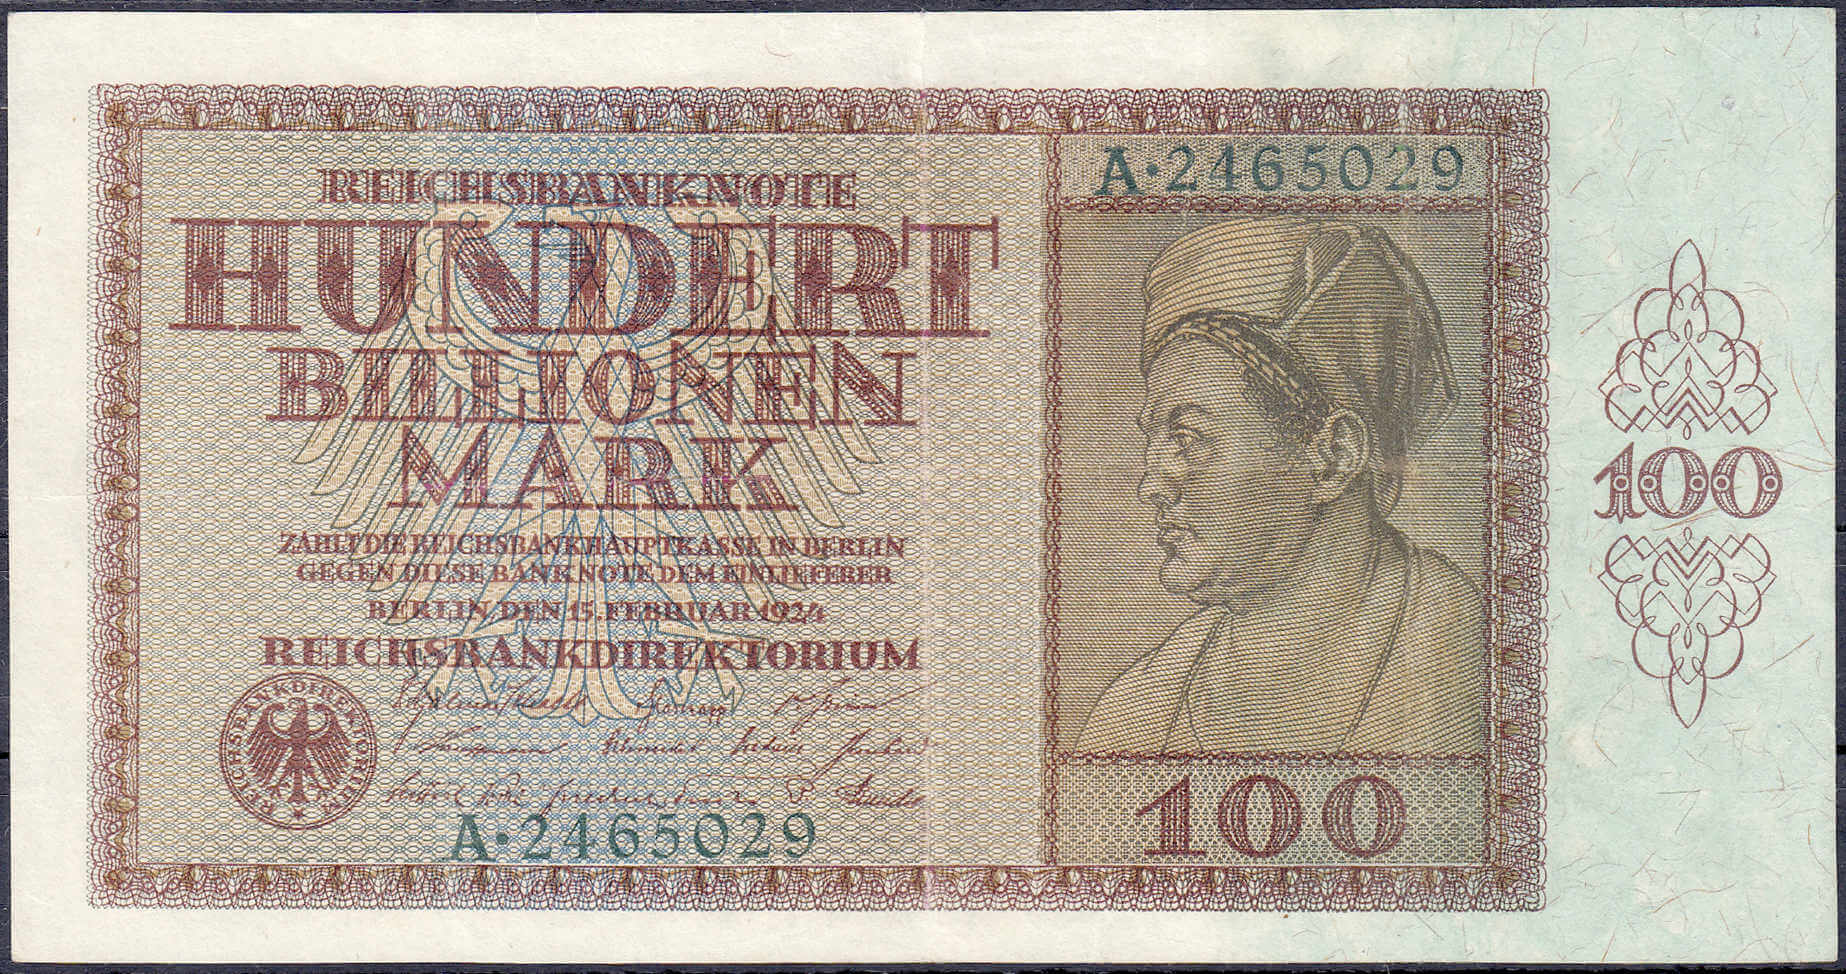 REICHSBANKNOTE
A·2465029
HUNDERT
BILLIONEN
MARK
ZAHLT DIE REICHSBANKHAUPTKASSE IN BERLIN
GEGEN DIESE BANKNOTE DEM EINLIEFERER
BERLIN, DEN 15. FEBRUAR 1924
REICHSBANKDIREKTORIUM
REICHSBANKDIREKTORIUM
A·2465029
100
100